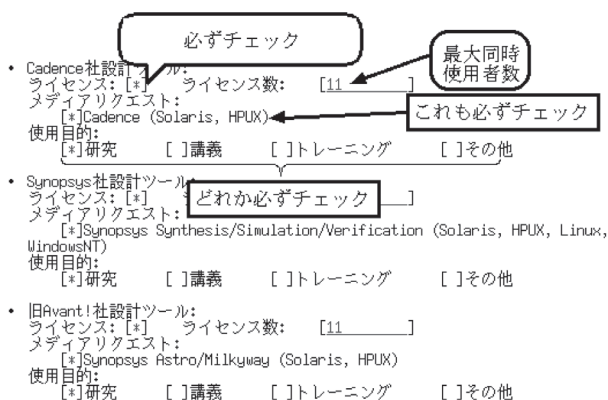 必ずチェック
最大同時
使用者数
• Cadence社設計ツール:
ライセンス: [*] ライセンス数: [11 ]
メディアリクエスト:
[*]Cadence (Solaris, HPUX)
これも必ずチェック
使用目的:
[*]研究 [ ]講義 [ ]トレーニング [ ]その他
どれか必ずチェック
• Synopsys社設計ツール:
ライセンス: [*] ]
メディアリクエスト:
[*]Synopsys Synthesis/Simulation/Verification (Solaris, HPUX, Linux,
WindowsNT)
使用目的:
[*]研究 [ ]講義 [ ]トレーニング [ ]その他
• 旧Avant!社設計ツール:
ライセンス: [*] ライセンス数: [11 ]
メディアリクエスト:
[*]Synopsys Astro/Milkyway (Solaris, HPUX)
使用目的:
[*]研究 [ ]講義 [ ]トレーニング [ ]その他